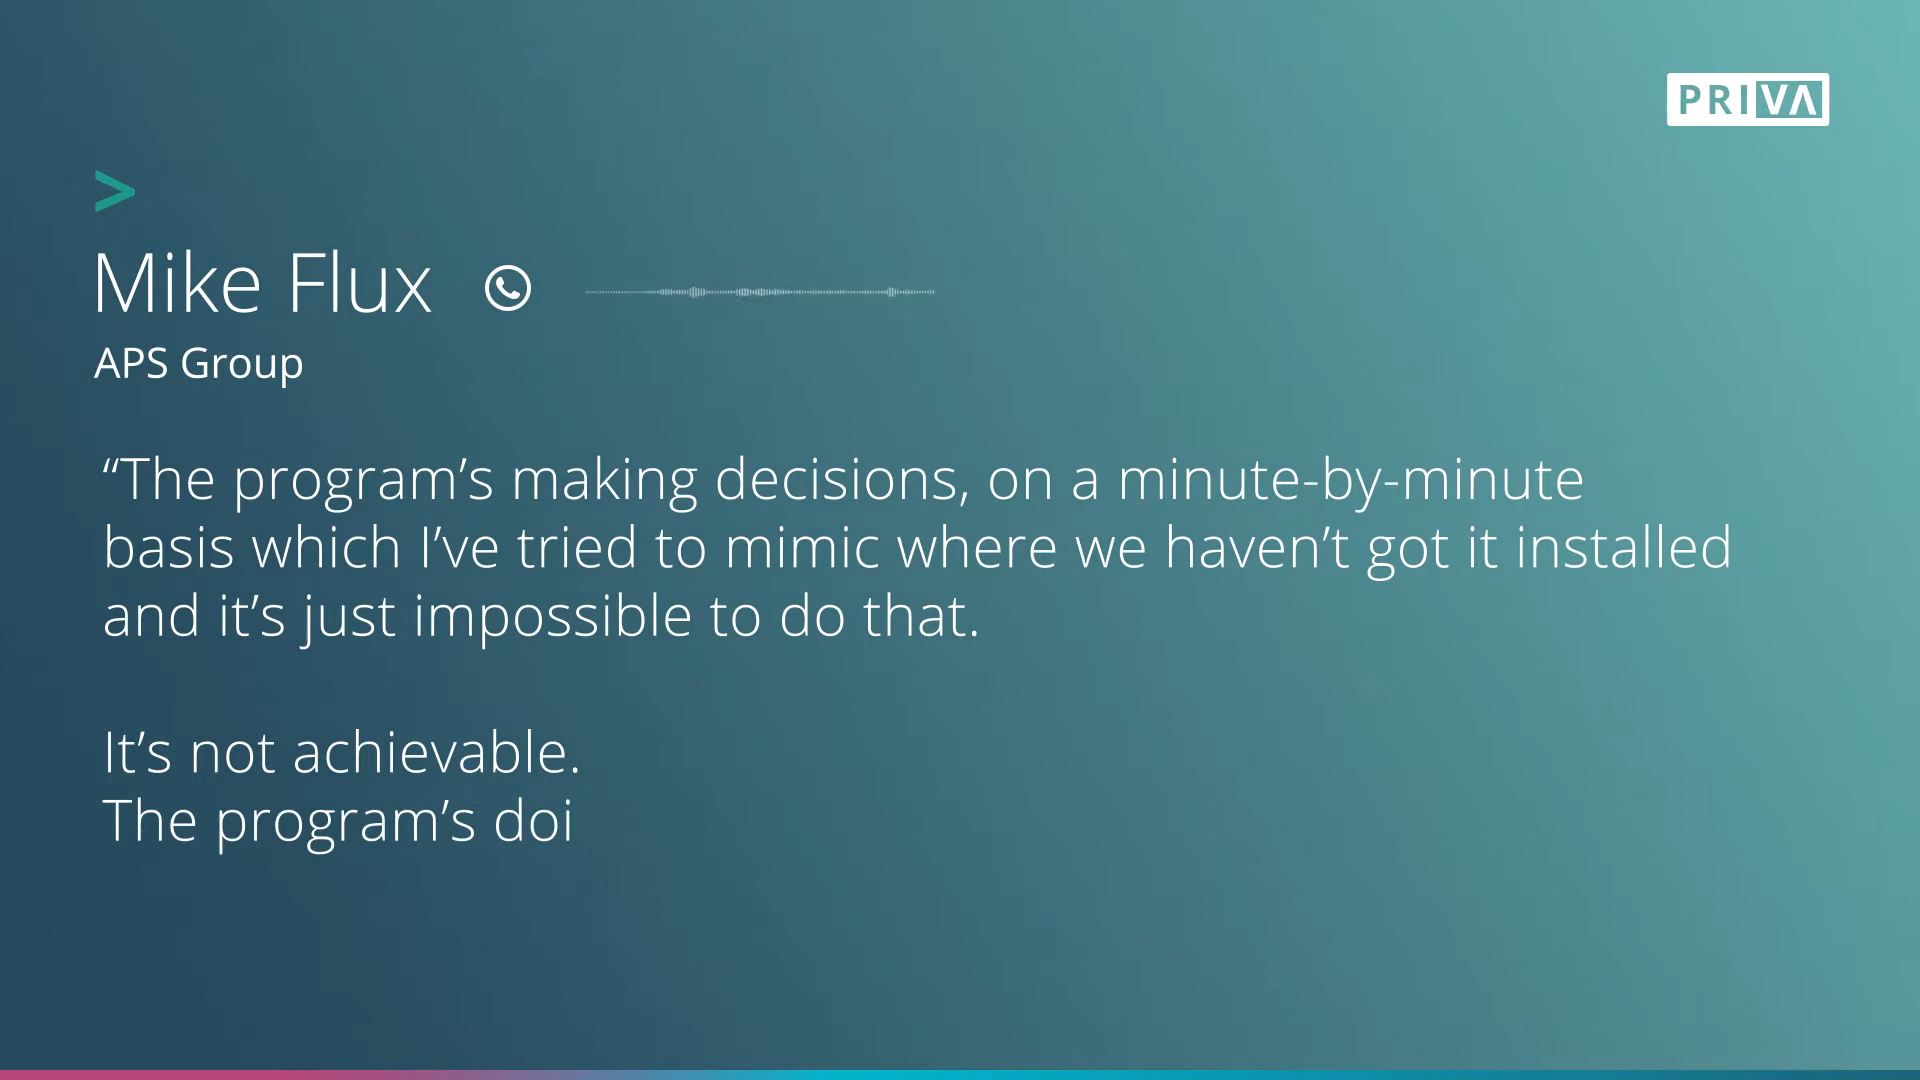 PRIVA
>
Mike Flux
APS Group
“The program’s making decisions, on a minute-by-minute
basis which I’ve tried to mimic where we haven’t got it installed
and it’s just impossible to do that.
It’s not achievable.
The program’s doi